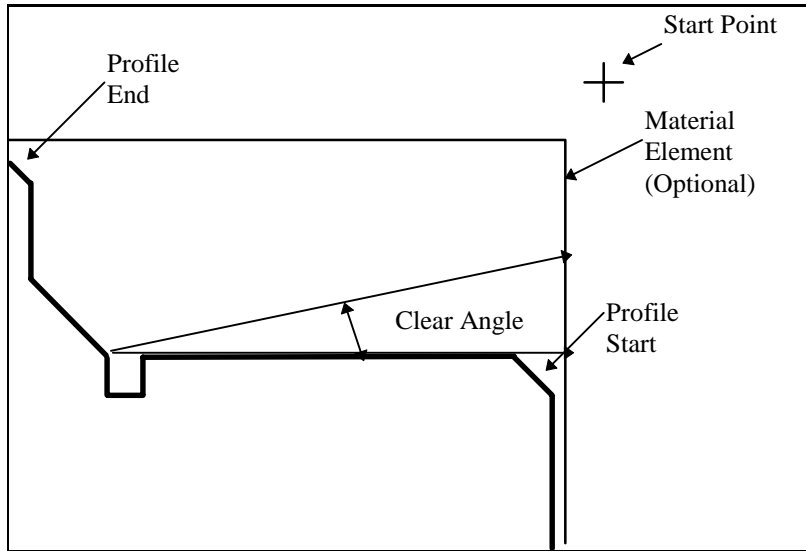 Start Point
Profile
End
Material
Element
(Optional)
Clear Angle
Profile
Start